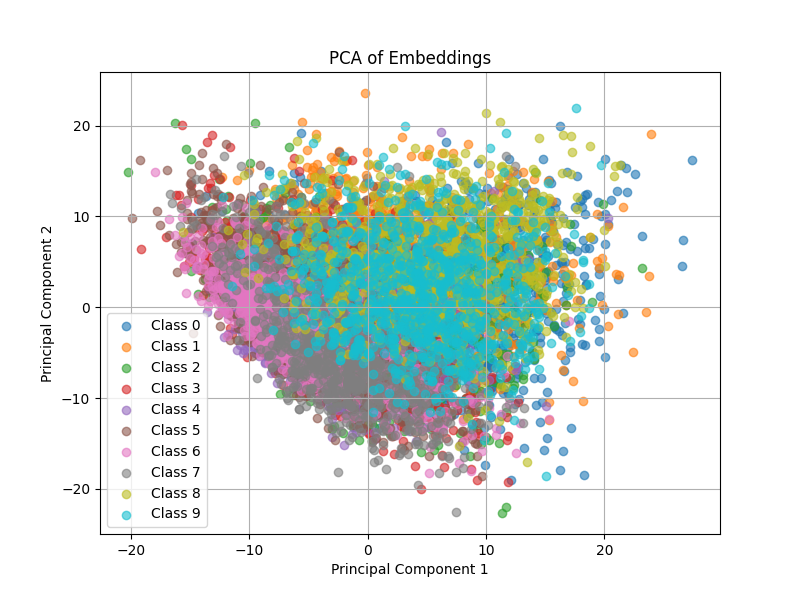 PCA of Embeddings
Principal Component 2
20
10
0
−10
−20
Class 0
Class 1
Class 2
Class 3
Class 4
Class 5
Class 6
Class 7
Class 8
Class 9
−20 −10 0 10 20
Principal Component 1